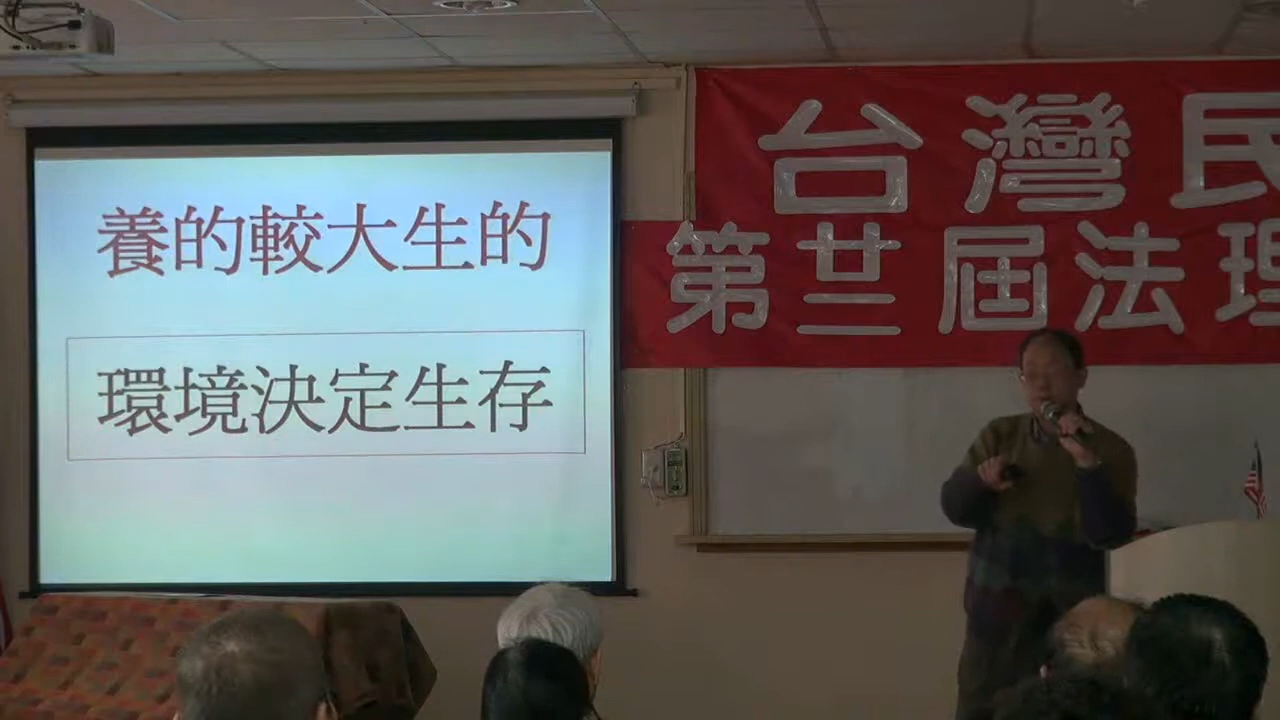 養的較大生的
環境決定生存
台灣民
第廿二屆法理